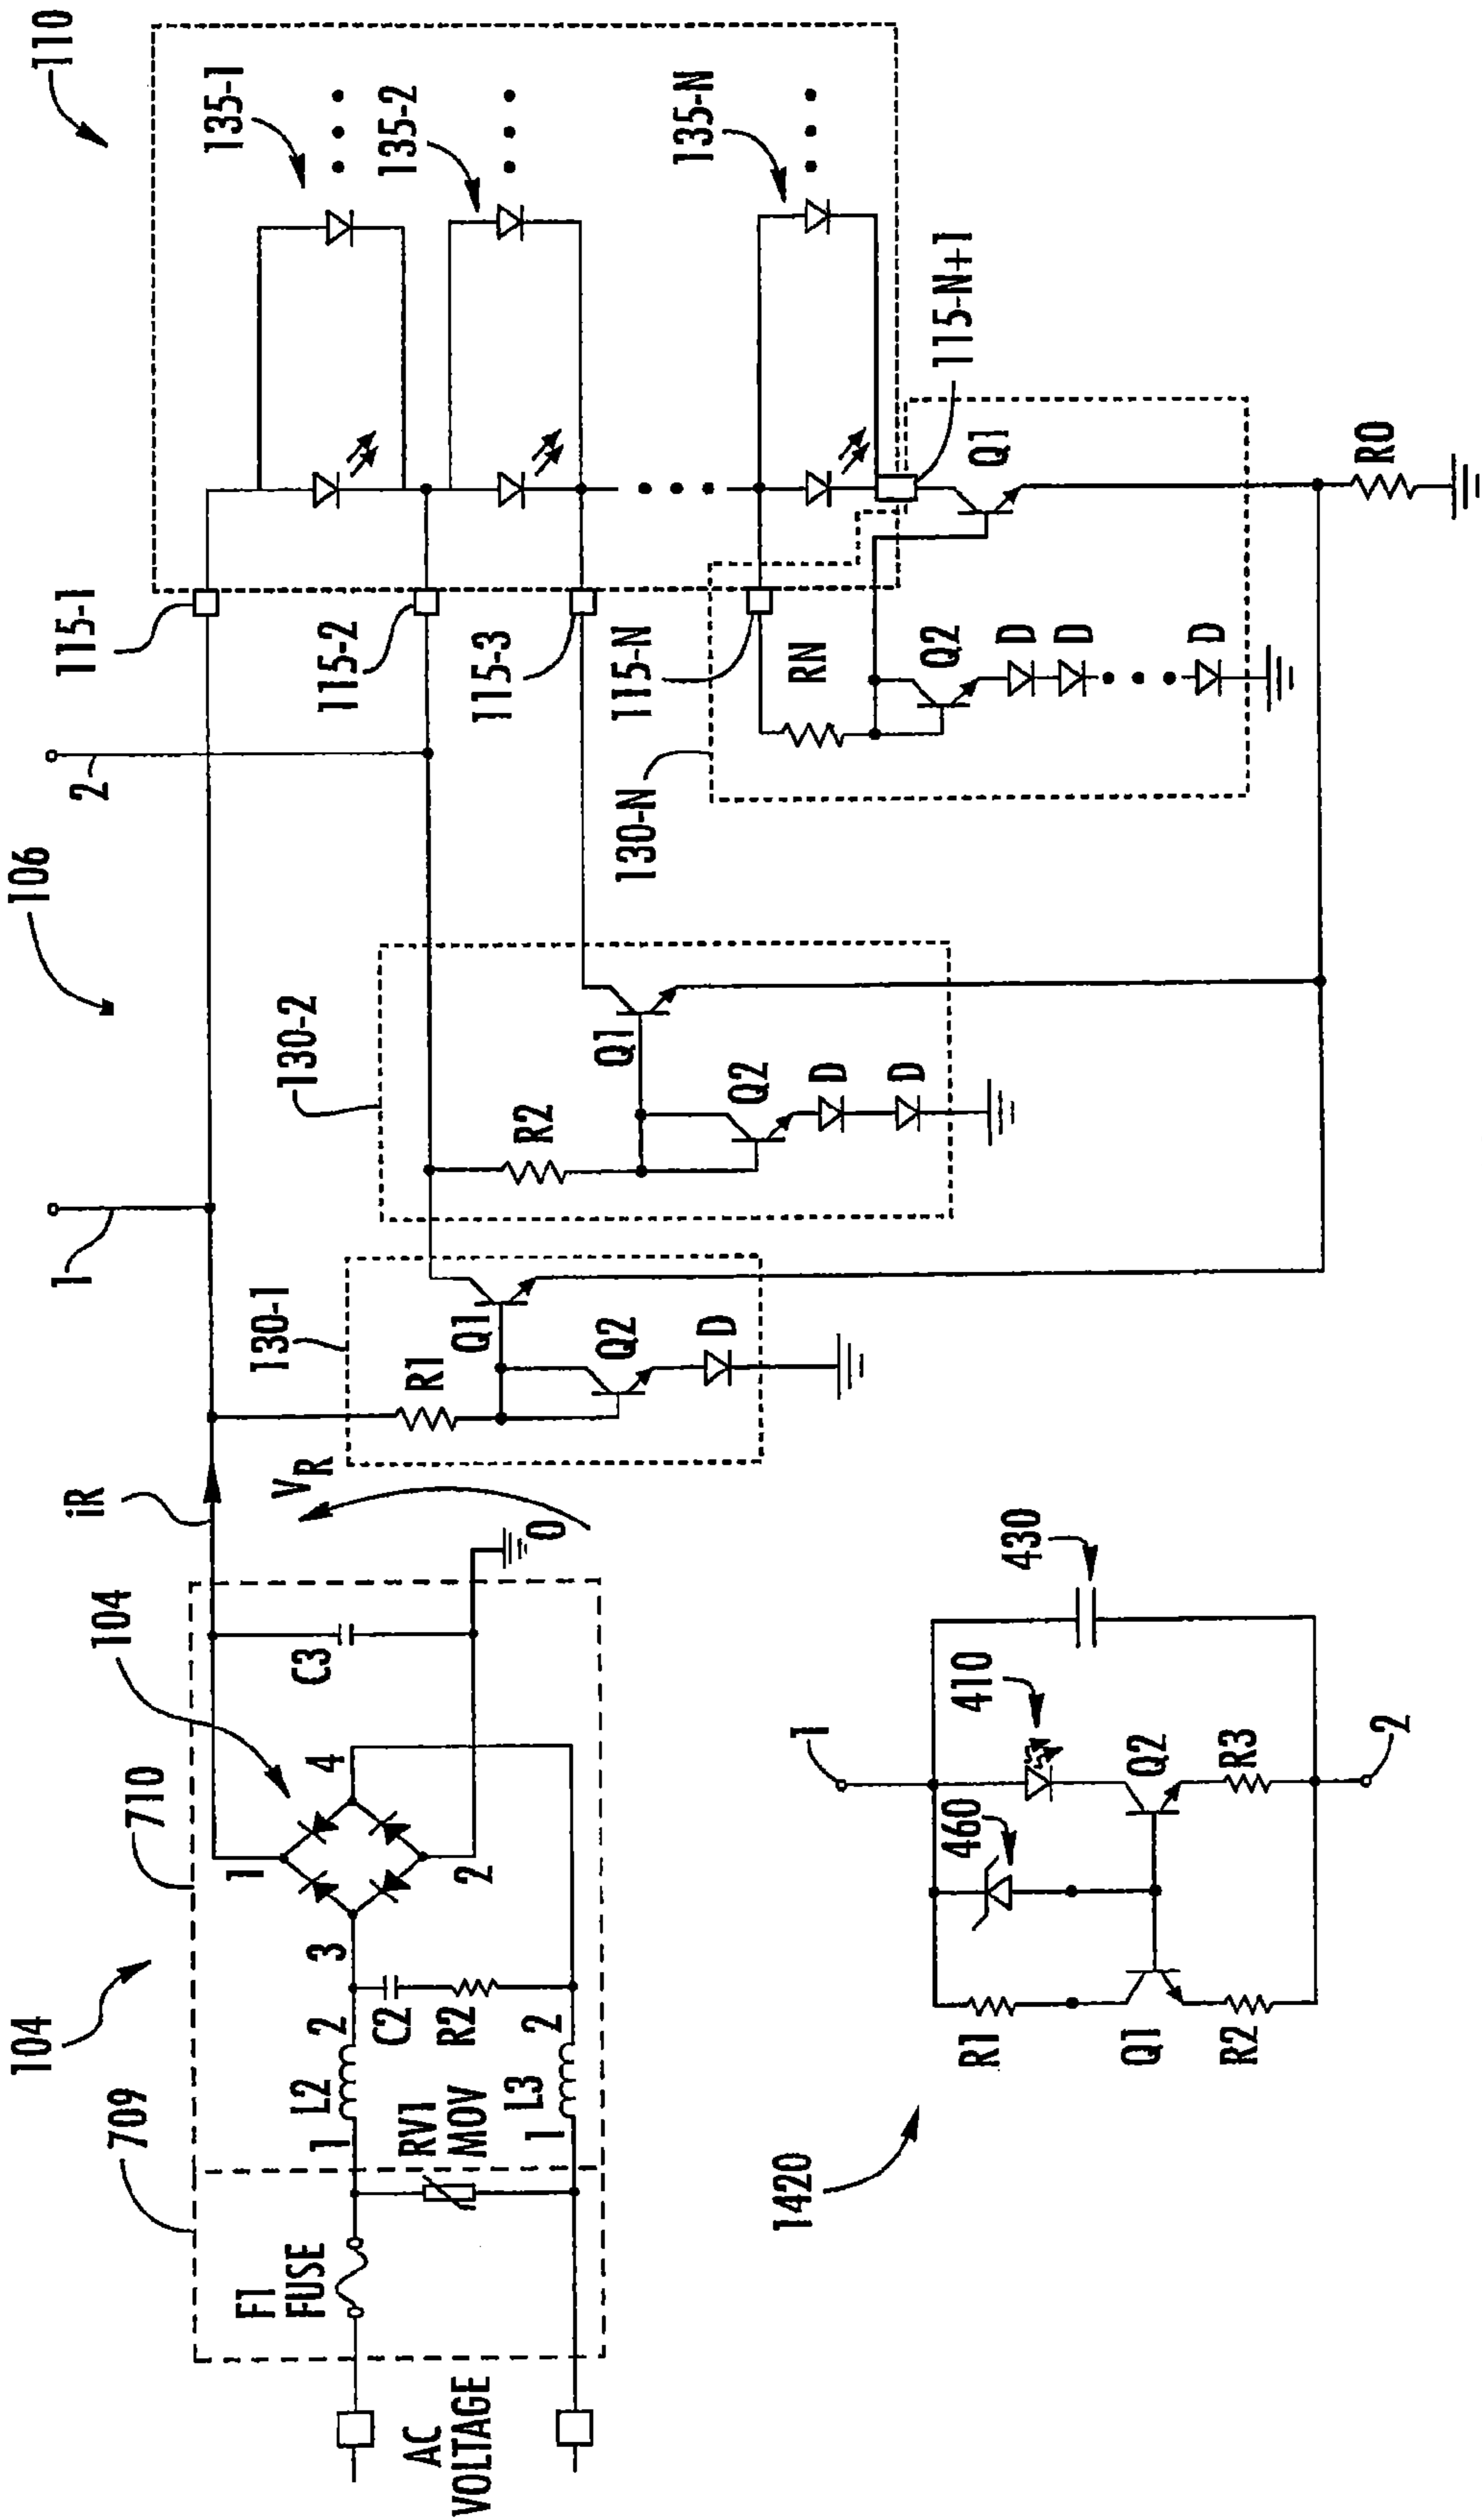 104
709
710
104
F1
FUSE
L2
1
2
3
1
4
2
C3
C2
R2
RV1
MOV
L3
1
2
AC
VOLTAGE
0
iR
VR
1
106
2
110
130-1
R1
Q1
Q2
D
130-2
R2
Q1
Q2
D
D
115-1
115-2
115-3
115-N
130-N
RN
Q2
D
D
D
Q1
115-N+1
R0
135-1
135-2
135-N
1420
1
460
410
430
R1
Q1
R2
Q2
R3
2